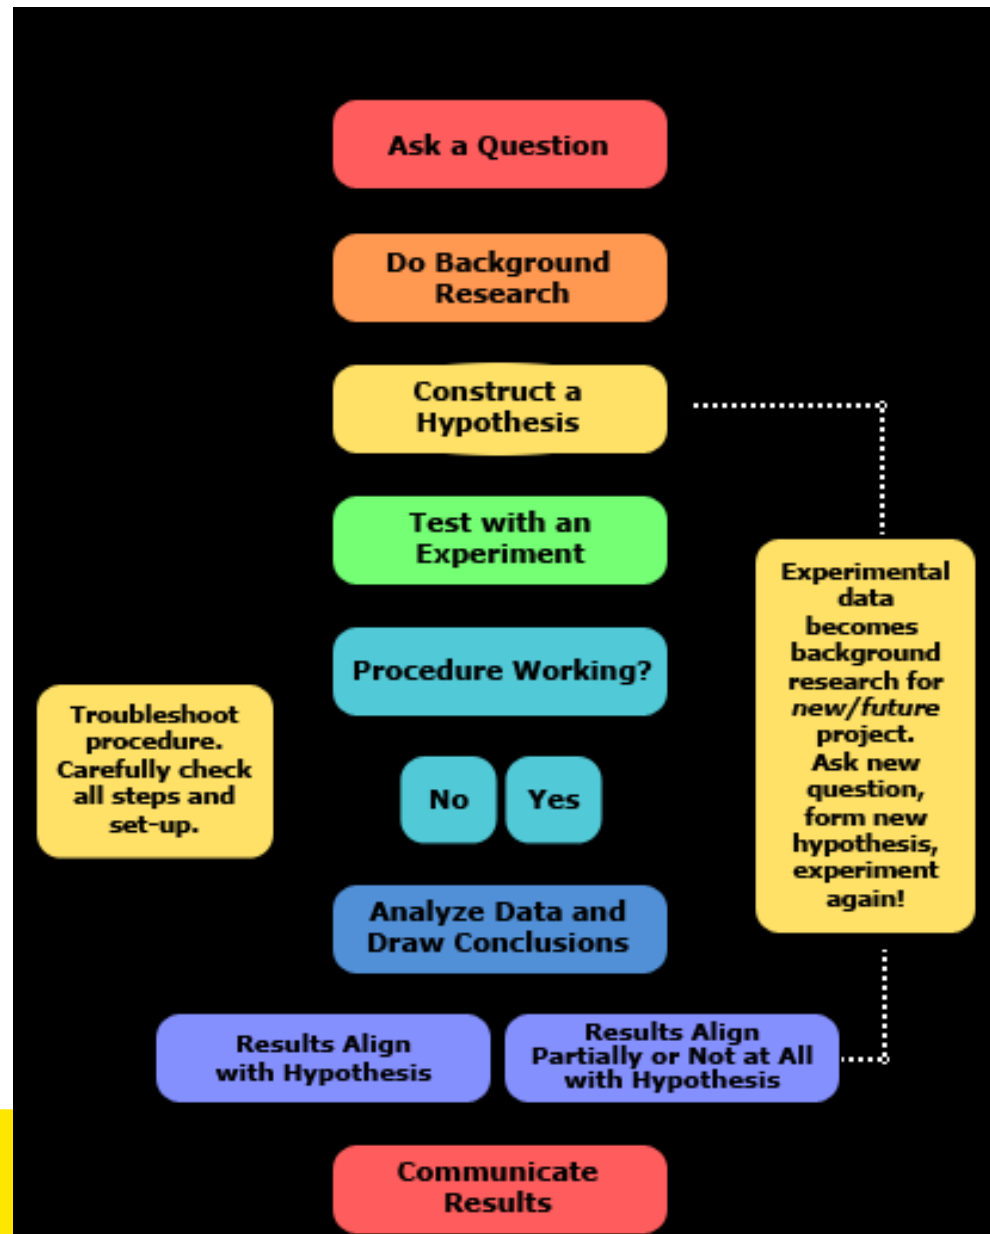 Ask a Question
Do Background
Research
Construct a
Hypothesis
Test with an
Experiment
Procedure Working?
Troubleshoot
procedure.
Carefully check
all steps and
set-up.
No
Yes
Experimental
data
becomes
background
research for
new/future
project.
Ask new
question,
form new
hypothesis,
experiment
again!
Analyze Data and
Draw Conclusions
Results Align
with Hypothesis
Results Align
Partially or Not at All
with Hypothesis
Communicate
Results